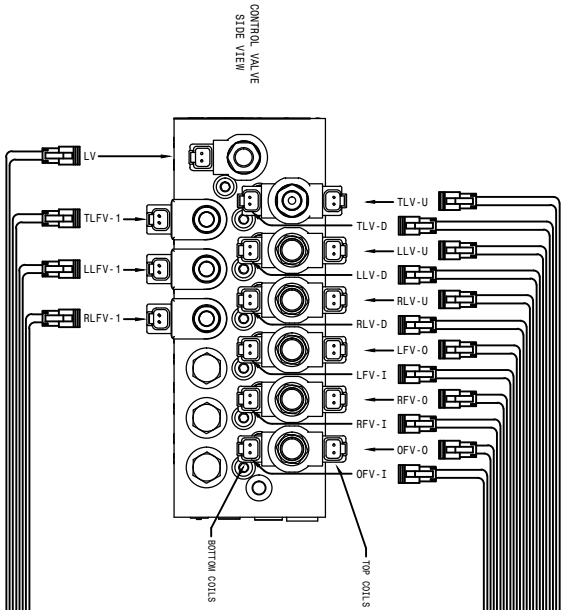 CONTROL VALVE
SIDE VIEW
LV
TLFV-1
LLFV-1
RLFV-1
TLV-U
TLV-D
LLV-U
LLV-D
RLV-U
RLV-D
LFV-O
LFV-I
RFV-O
RFV-I
OFV-O
OFV-I
BOTTOM COILS
TOP COILS